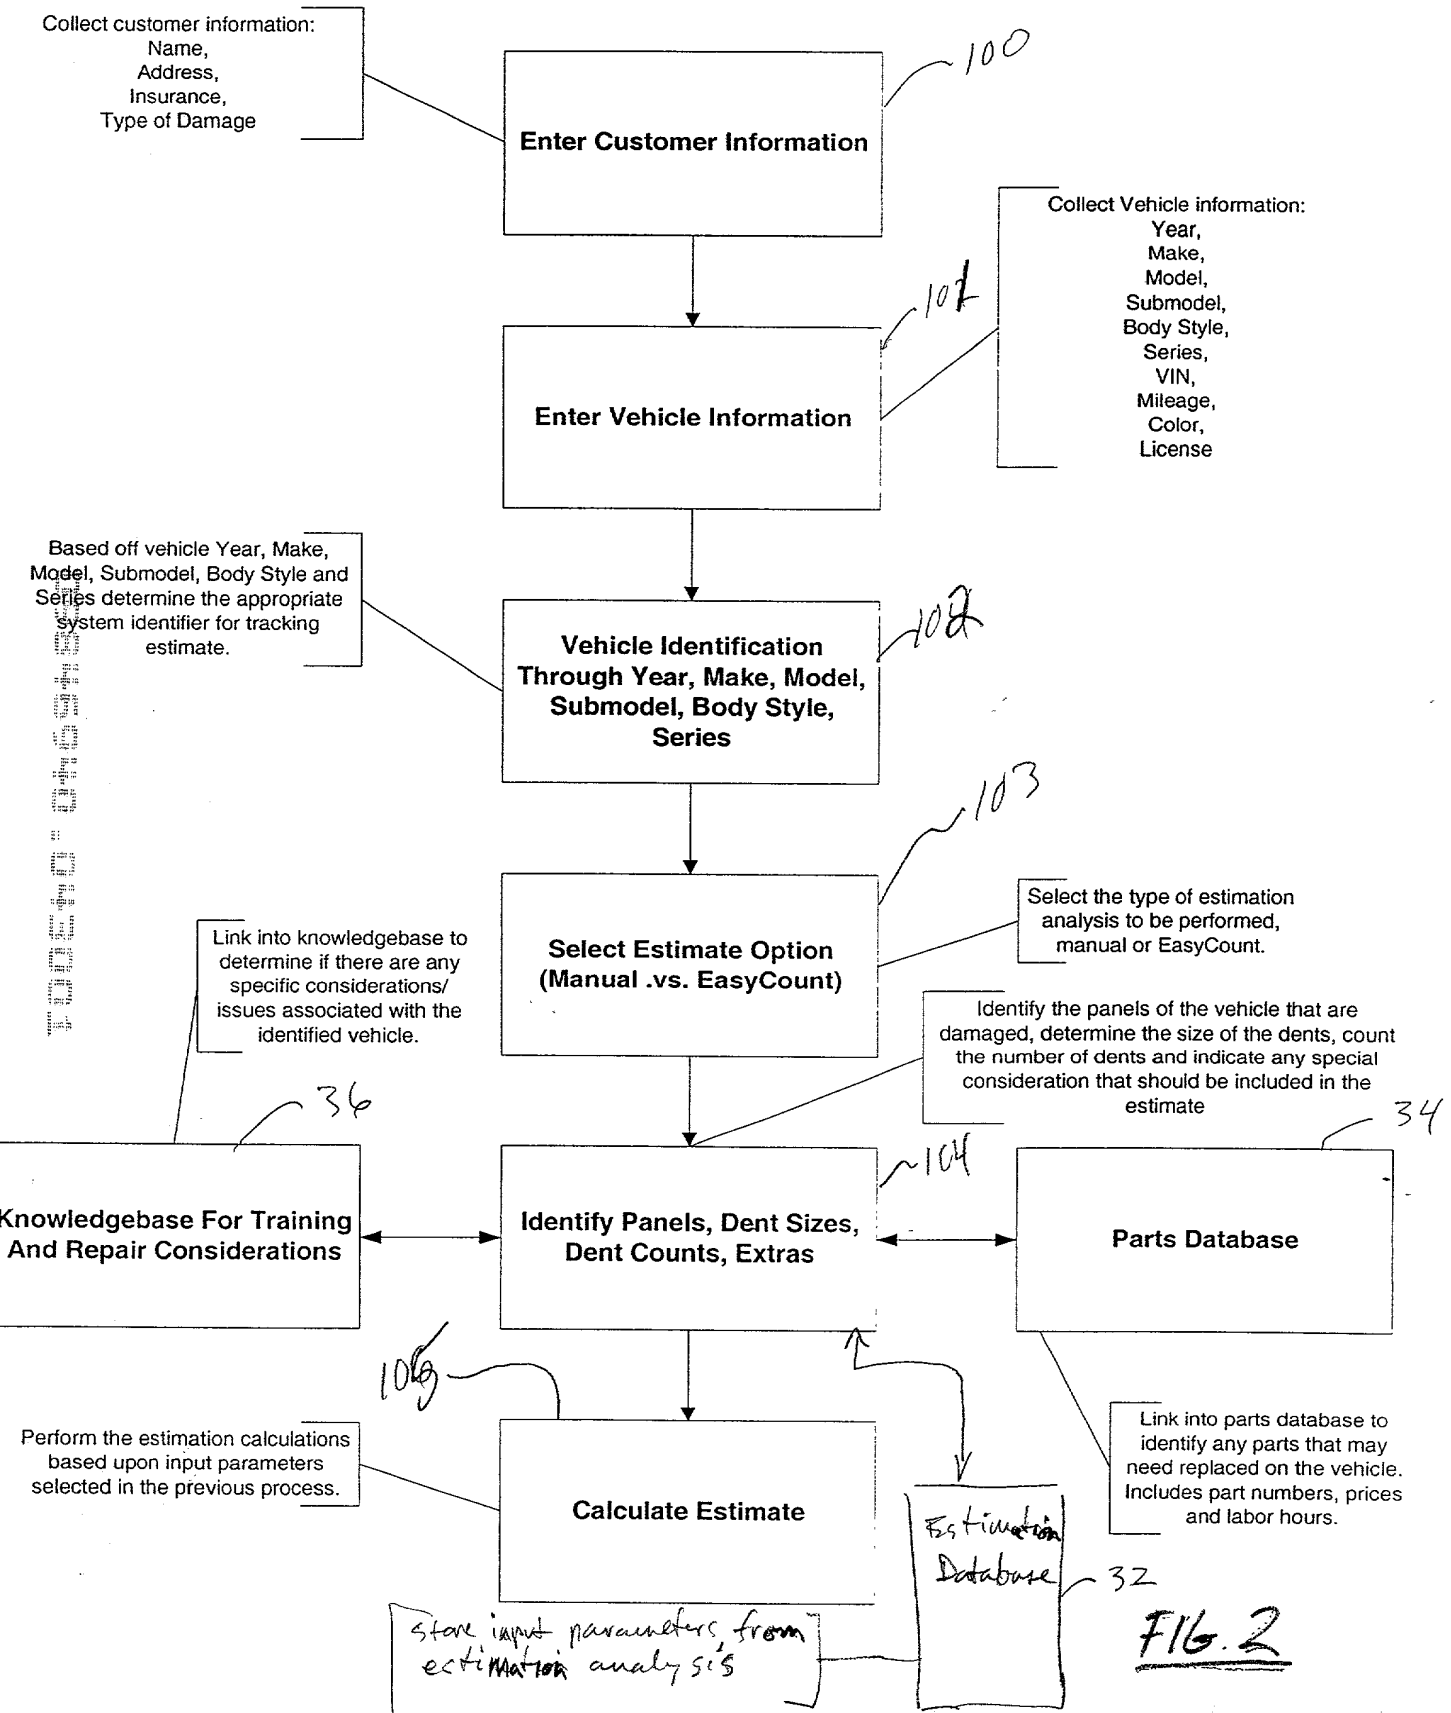 Collect customer information:
Name,
Address,
Insurance,
Type of Damage
Enter Customer Information
100
Collect Vehicle information:
Year,
Make,
Model,
Submodel,
Body Style,
Series,
VIN,
Mileage,
Color,
License
101
Enter Vehicle Information
Based off vehicle Year, Make,
Model, Submodel, Body Style and
Series determine the appropriate
system identifier for tracking
estimate.
102
Vehicle Identification
Through Year, Make, Model,
Submodel, Body Style,
Series
103
Select Estimate Option
(Manual .vs. EasyCount)
Select the type of estimation
analysis to be performed,
manual or EasyCount.
Link into knowledgebase to
determine if there are any
specific considerations/
issues associated with the
identified vehicle.
Identify the panels of the vehicle that are
damaged, determine the size of the dents, count
the number of dents and indicate any special
consideration that should be included in the
estimate
36
34
104
Knowledgebase For Training
And Repair Considerations
Identify Panels, Dent Sizes,
Dent Counts, Extras
Parts Database
Perform the estimation calculations
based upon input parameters
selected in the previous process.
Calculate Estimate
Link into parts database to
identify any parts that may
need replaced on the vehicle.
Includes part numbers, prices
and labor hours.
Estimation
Database
32
store input parameters from
estimation analysis
FIG. 2